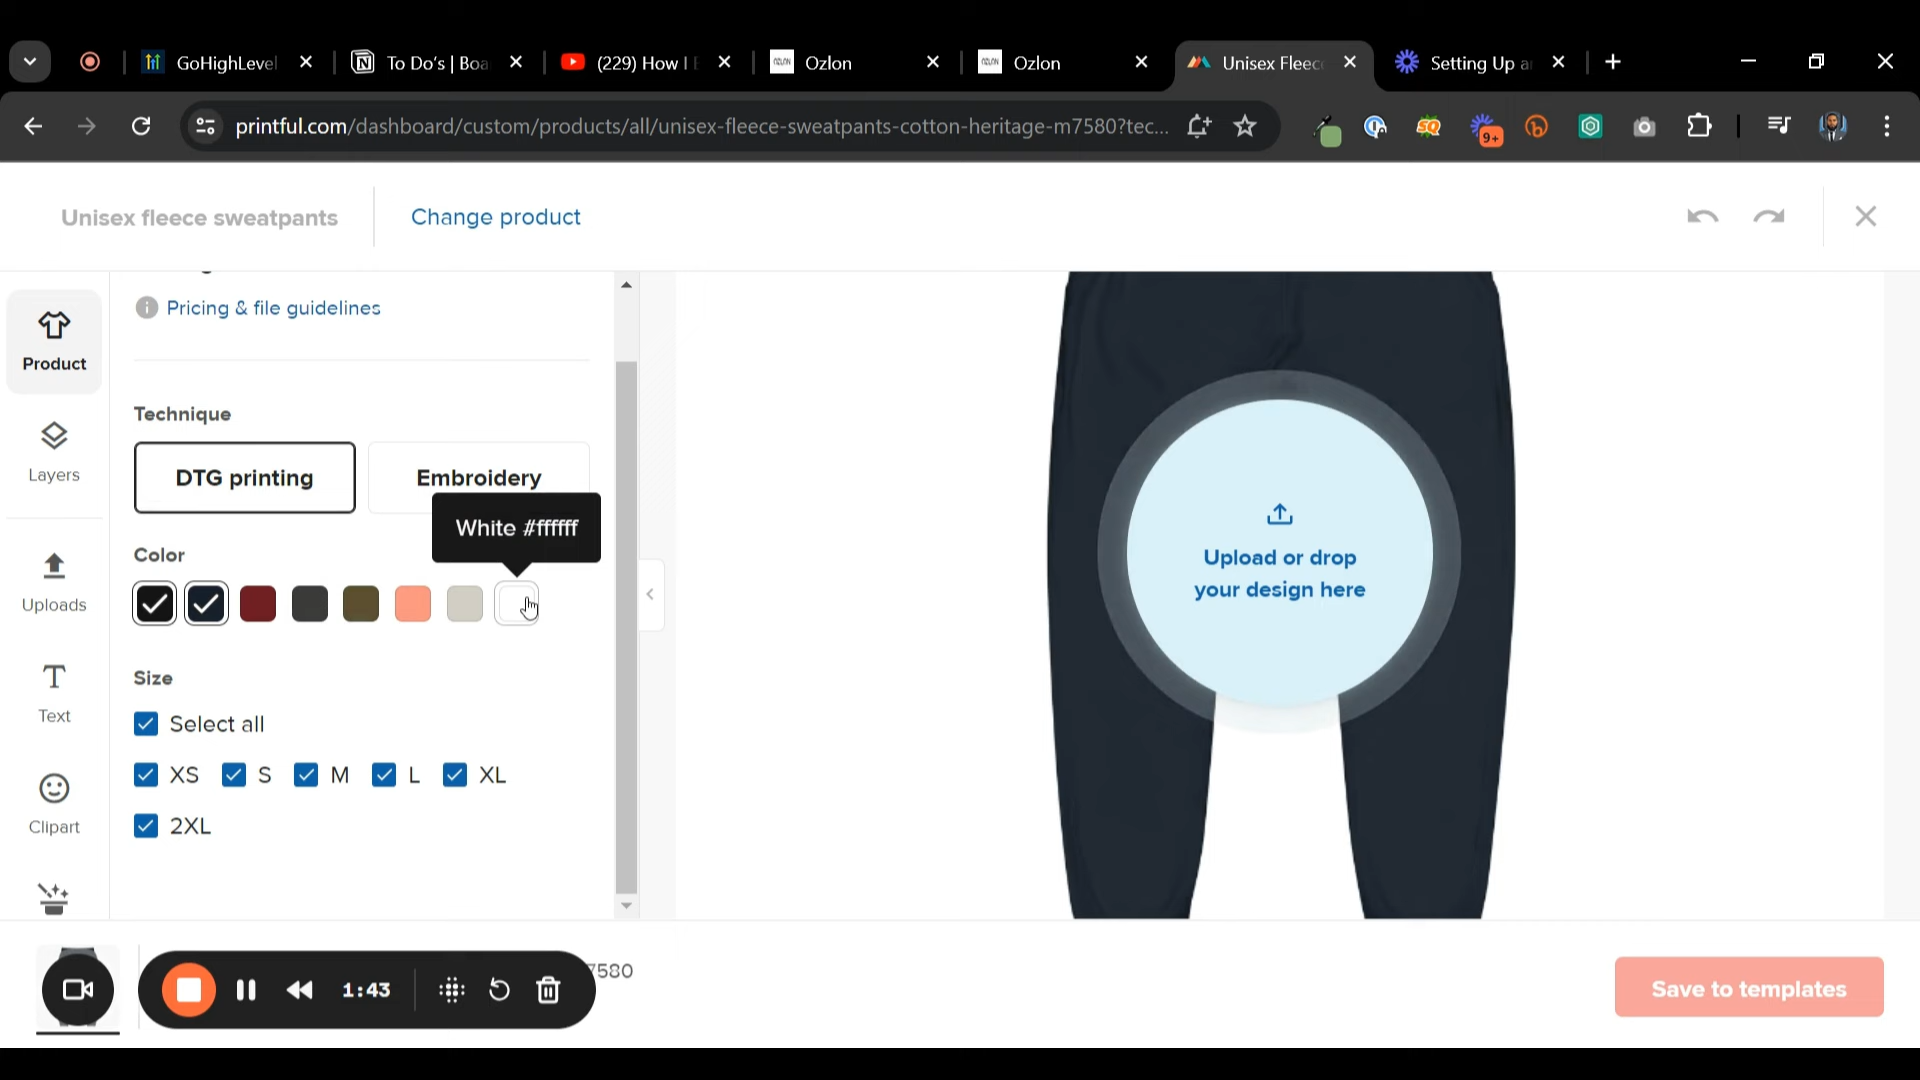 GoHighLevel
To Do's | Boa
(229) How I
Ozlon
Ozlon
Unisex Fleec
Setting Up a
printful.com/dashboard/custom/products/all/unisex-fleece-sweatpants-cotton-heritage-m7580?tec...
9+
Unisex fleece sweatpants
Change product
Pricing & file guidelines
Product
Technique
Layers
DTG printing
Embroidery
White #ffffff
Color
Upload or drop
your design here
Uploads
Size
Text
Select all
XS S M L XL
Clipart
2XL
7580
1:43
Save to templates